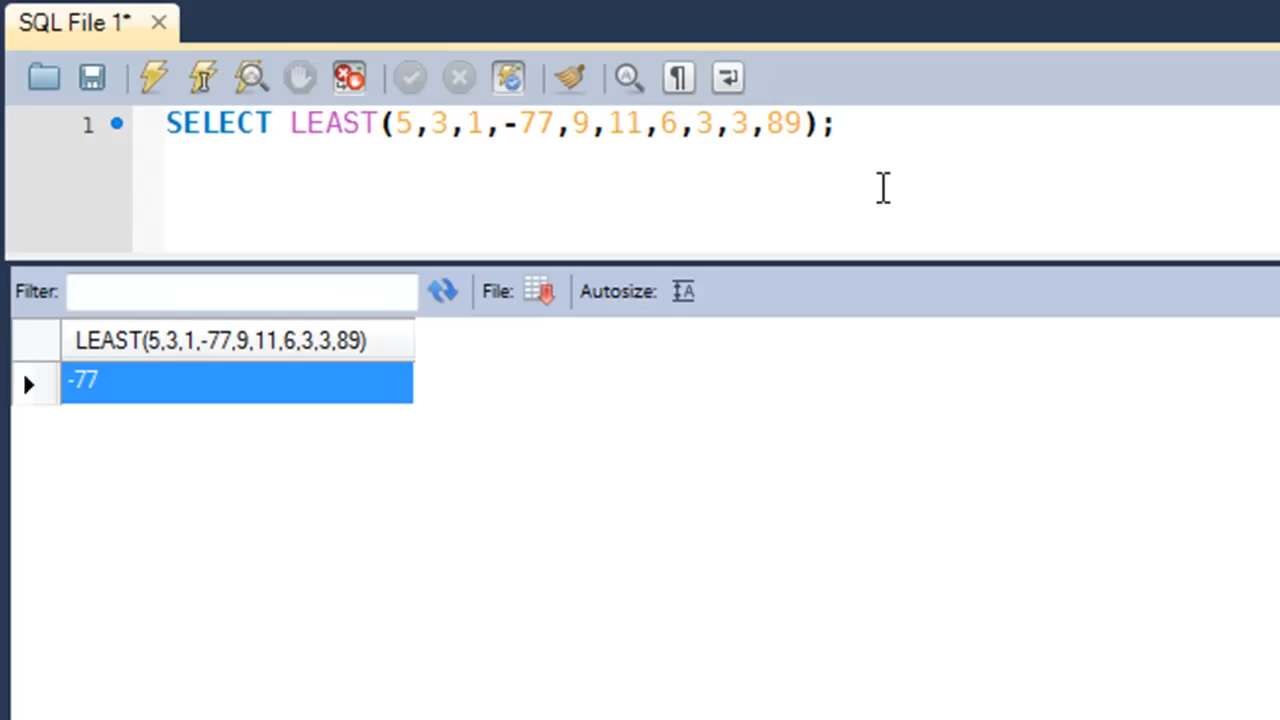 SQL File 1*
1 SELECT LEAST(5,3,1,-77,9,11,6,3,3,89);
Filter: File: Autosize:
LEAST(5,3,1,-77,9,11,6,3,3,89)
-77